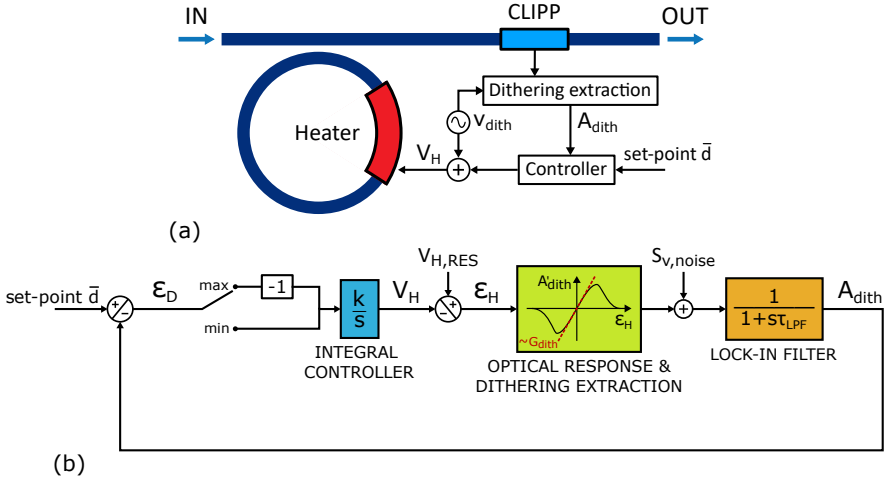 IN
CLIPP
OUT
Dithering extraction
Heater
v_dith
A_dith
V_H
+
Controller
set-point d̄
(a)
V_H,RES
S_v,noise
set-point d̄
+
−
ε_D
max
-1
min
k
s
V_H
−
+
ε_H
A'_dith
ε_H
~G_dith
+
1
1+sτ_LPF
A_dith
INTEGRAL
CONTROLLER
OPTICAL RESPONSE &
DITHERING EXTRACTION
LOCK-IN FILTER
(b)